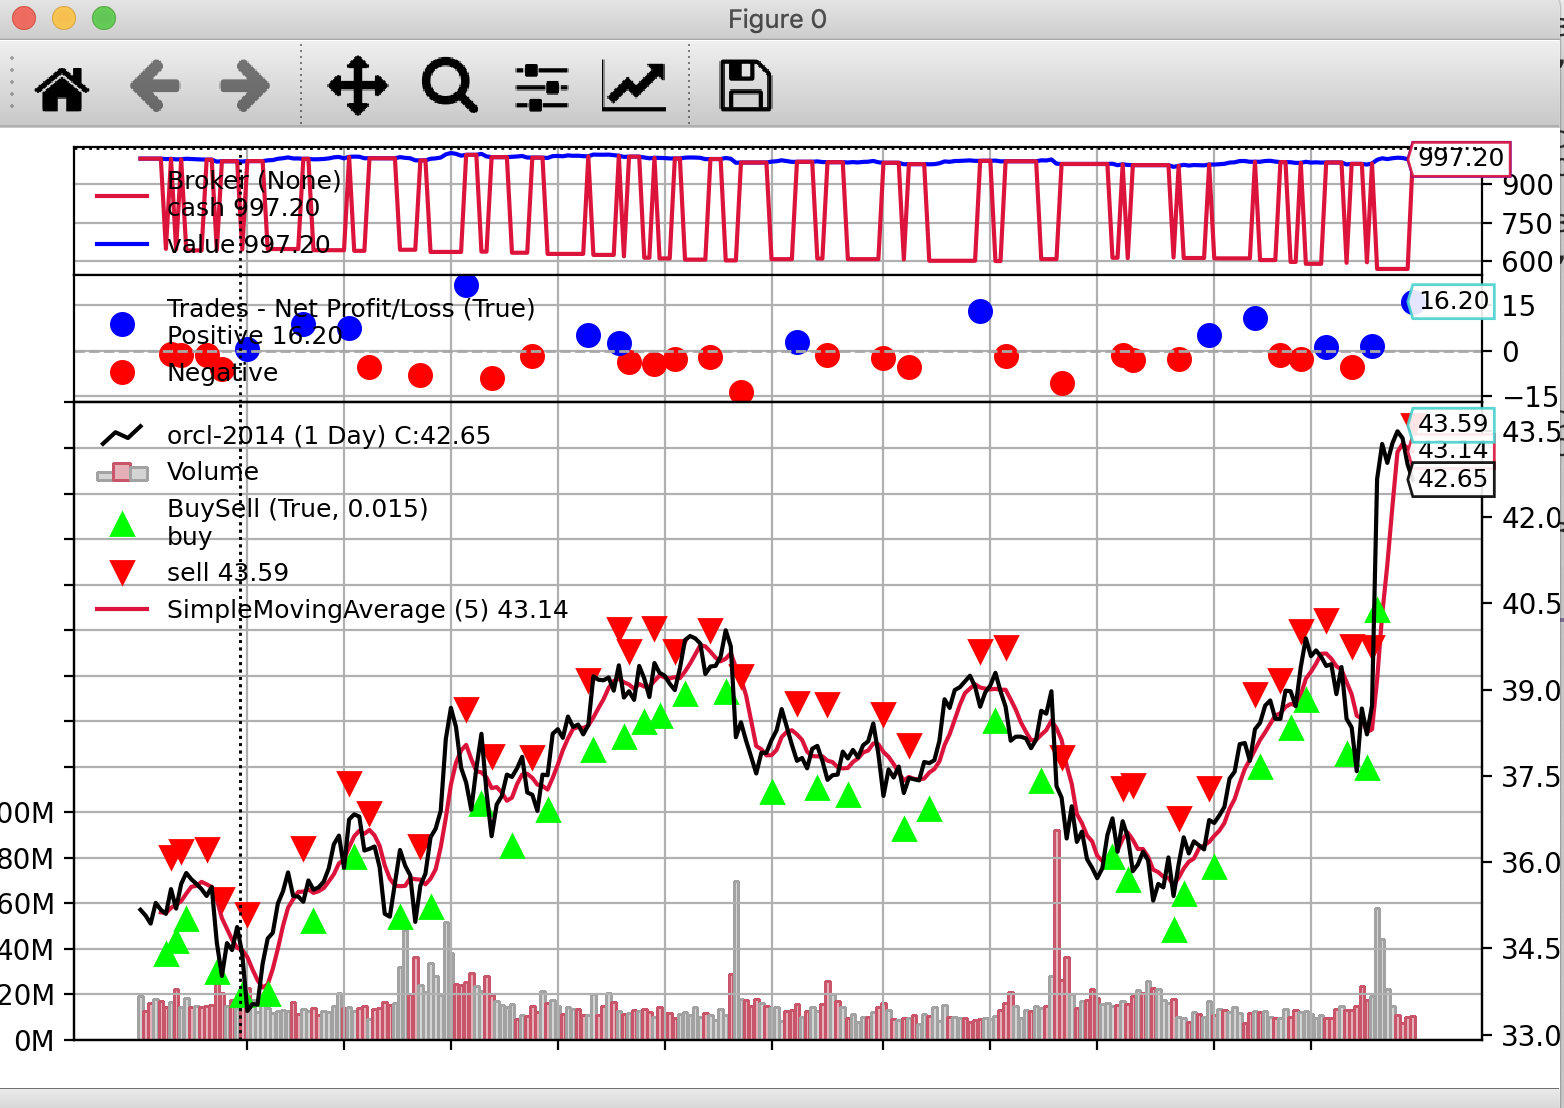 Figure 0
Broker (None)
cash 997.20
value 997.20
997.20
900
750
600
Trades - Net Profit/Loss (True)
Positive 16.20
Negative
16.20
15
0
−15
orcl-2014 (1 Day) C:42.65
Volume
BuySell (True, 0.015)
buy
sell 43.59
SimpleMovingAverage (5) 43.14
43.59
43.14
42.65
43.5
42.0
40.5
39.0
37.5
36.0
34.5
33.0
00M
80M
60M
40M
20M
0M